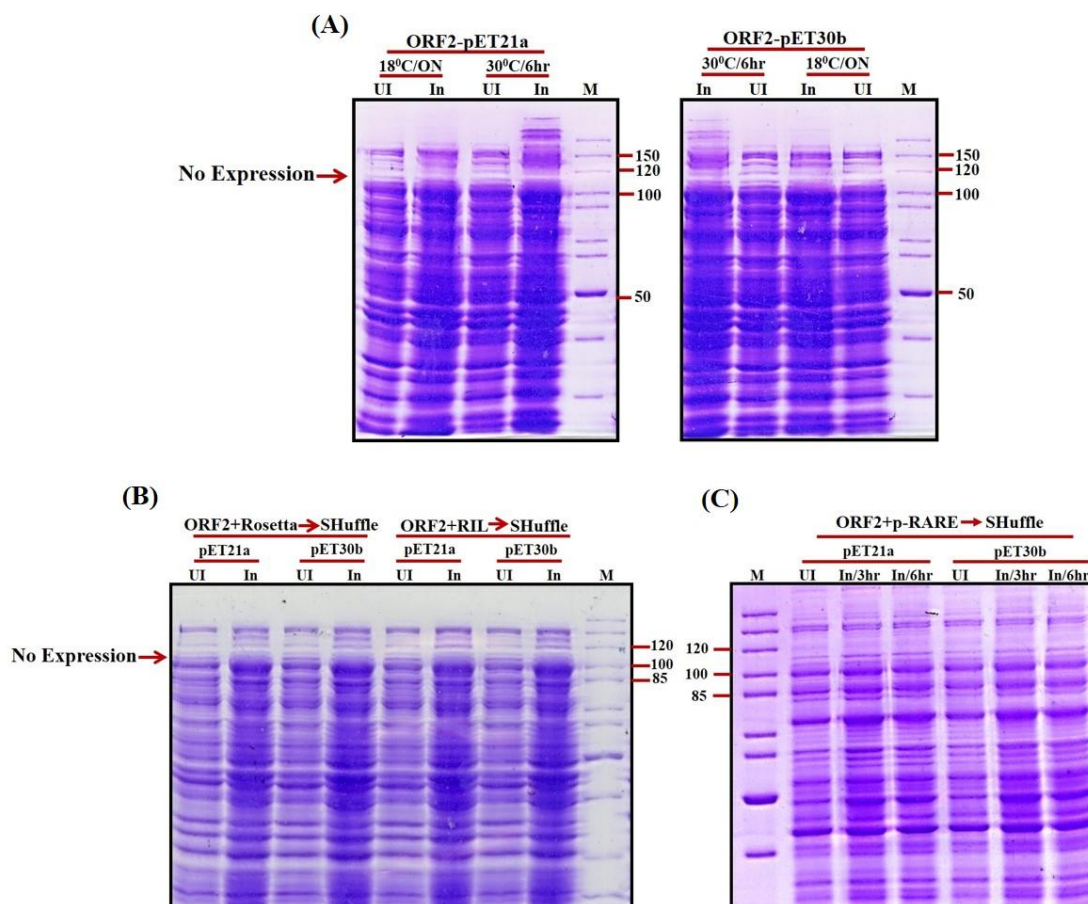 (A)
ORF2-pET21a
18⁰C/ON 30⁰C/6hr
UI In UI In M
No Expression
150
120
100
50
ORF2-pET30b
30⁰C/6hr 18⁰C/ON
In UI In UI M
150
120
100
50
(B)
ORF2+Rosetta SHuffle ORF2+RIL SHuffle
pET21a pET30b pET21a pET30b
UI In UI In UI In UI In M
No Expression
120
100
85
(C)
ORF2+p-RARE SHuffle
pET21a pET30b
M UI In/3hr In/6hr UI In/3hr In/6hr
120
100
85